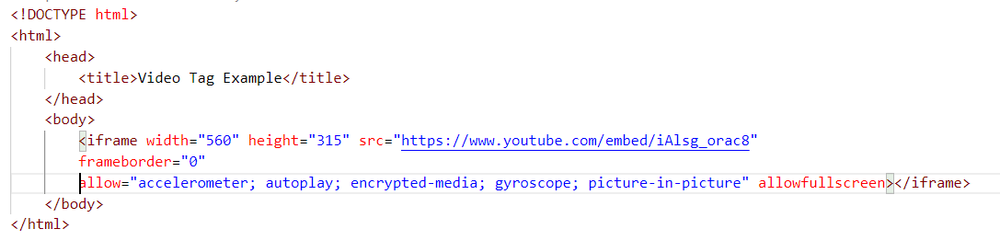 <!DOCTYPE html>
<html>
<head>
<title>Video Tag Example</title>
</head>
<body>
<iframe width="560" height="315" src="https://www.youtube.com/embed/iAlsg_orac8"
frameborder="0"
allow="accelerometer; autoplay; encrypted-media; gyroscope; picture-in-picture" allowfullscreen></iframe>
</body>
</html>